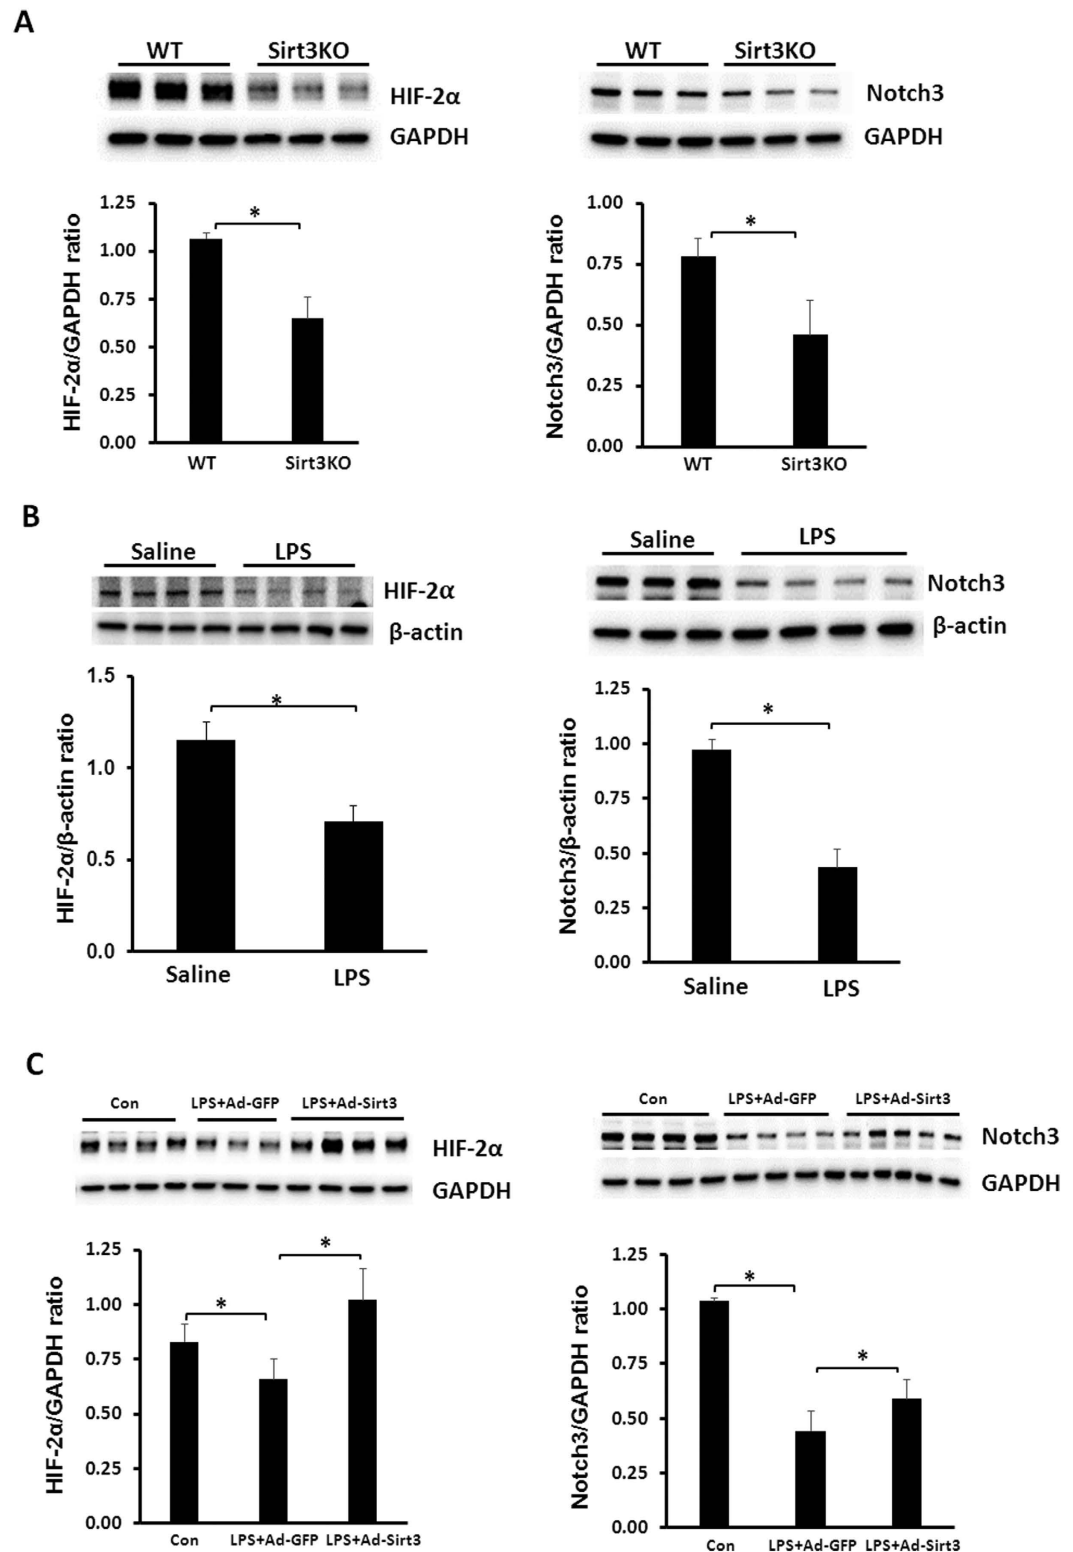 A
WT Sirt3KO
HIF-2α
GAPDH
HIF-2α/GAPDH ratio
1.25
*
1.00
0.75
0.50
0.25
0.00
WT Sirt3KO
WT Sirt3KO
Notch3
GAPDH
Notch3/GAPDH ratio
1.00
*
0.75
0.50
0.25
0.00
WT Sirt3KO
B
Saline LPS
HIF-2α
β-actin
HIF-2α/β-actin ratio
1.5
*
1.0
0.5
0.0
Saline LPS
Saline LPS
Notch3
β-actin
Notch3/β-actin ratio
1.25
*
1.00
0.75
0.50
0.25
0.00
Saline LPS
C
Con LPS+Ad-GFP LPS+Ad-Sirt3
HIF-2α
GAPDH
HIF-2α/GAPDH ratio
1.25
* *
1.00
0.75
0.50
0.25
0.00
Con LPS+Ad-GFP LPS+Ad-Sirt3
Con LPS+Ad-GFP LPS+Ad-Sirt3
Notch3
GAPDH
Notch3/GAPDH ratio
1.25
* *
1.00
0.75
0.50
0.25
0.00
Con LPS+Ad-GFP LPS+Ad-Sirt3